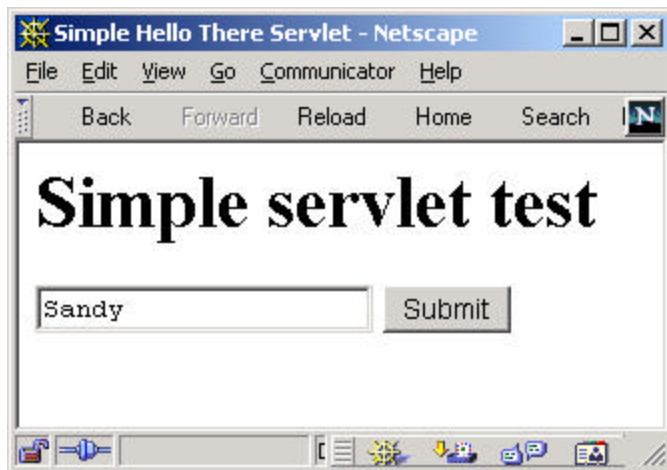 Simple Hello There Servlet - Netscape
File Edit View Go Communicator Help
Back Forward Reload Home Search N
Simple servlet test
Sandy Submit